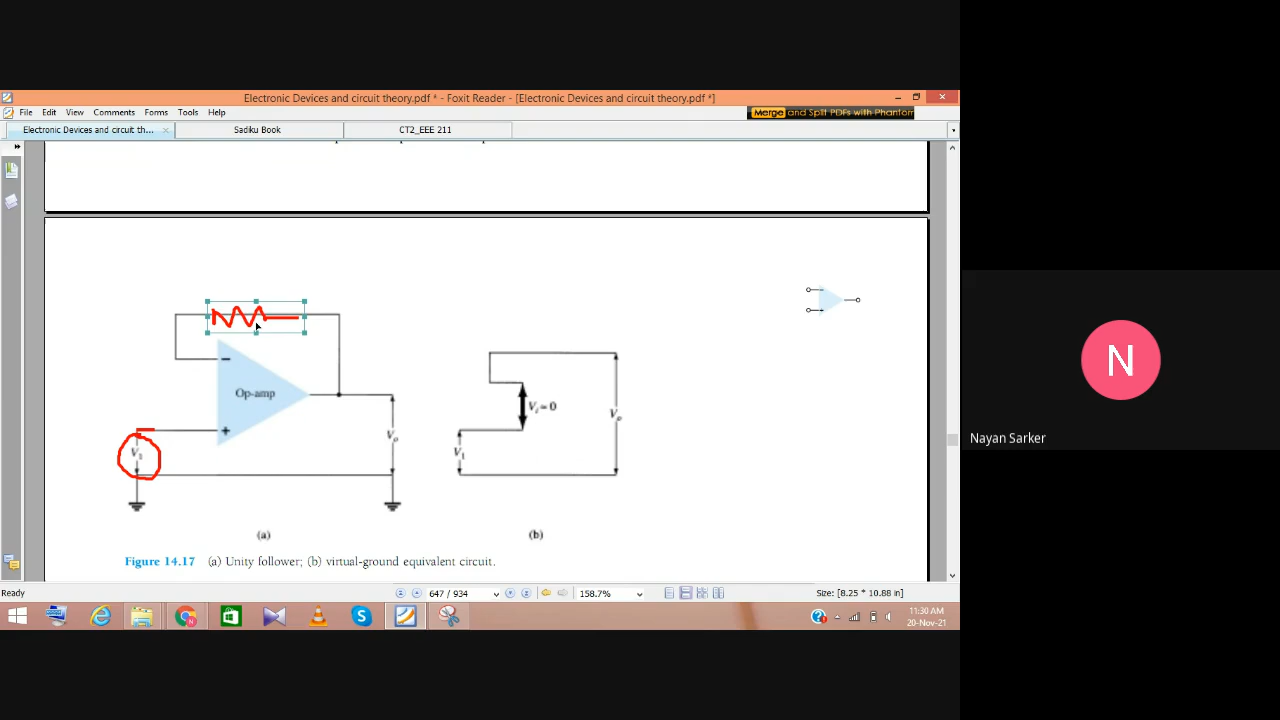 Electronic Devices and circuit theory.pdf * - Foxit Reader - [Electronic Devices and circuit theory.pdf *]
File Edit View Comments Forms Tools Help
Merge and Split PDFs with Phantom
Electronic Devices and circuit th... Sadiku Book CT2_EEE 211
Op-amp
V1
Vo
(a)
Vi = 0
V1
Vo
(b)
Figure 14.17 (a) Unity follower; (b) virtual-ground equivalent circuit.
N
Nayan Sarker
Ready 647 / 934 158.7% Size: [8.25 * 10.88 in]
11:30 AM
20-Nov-21